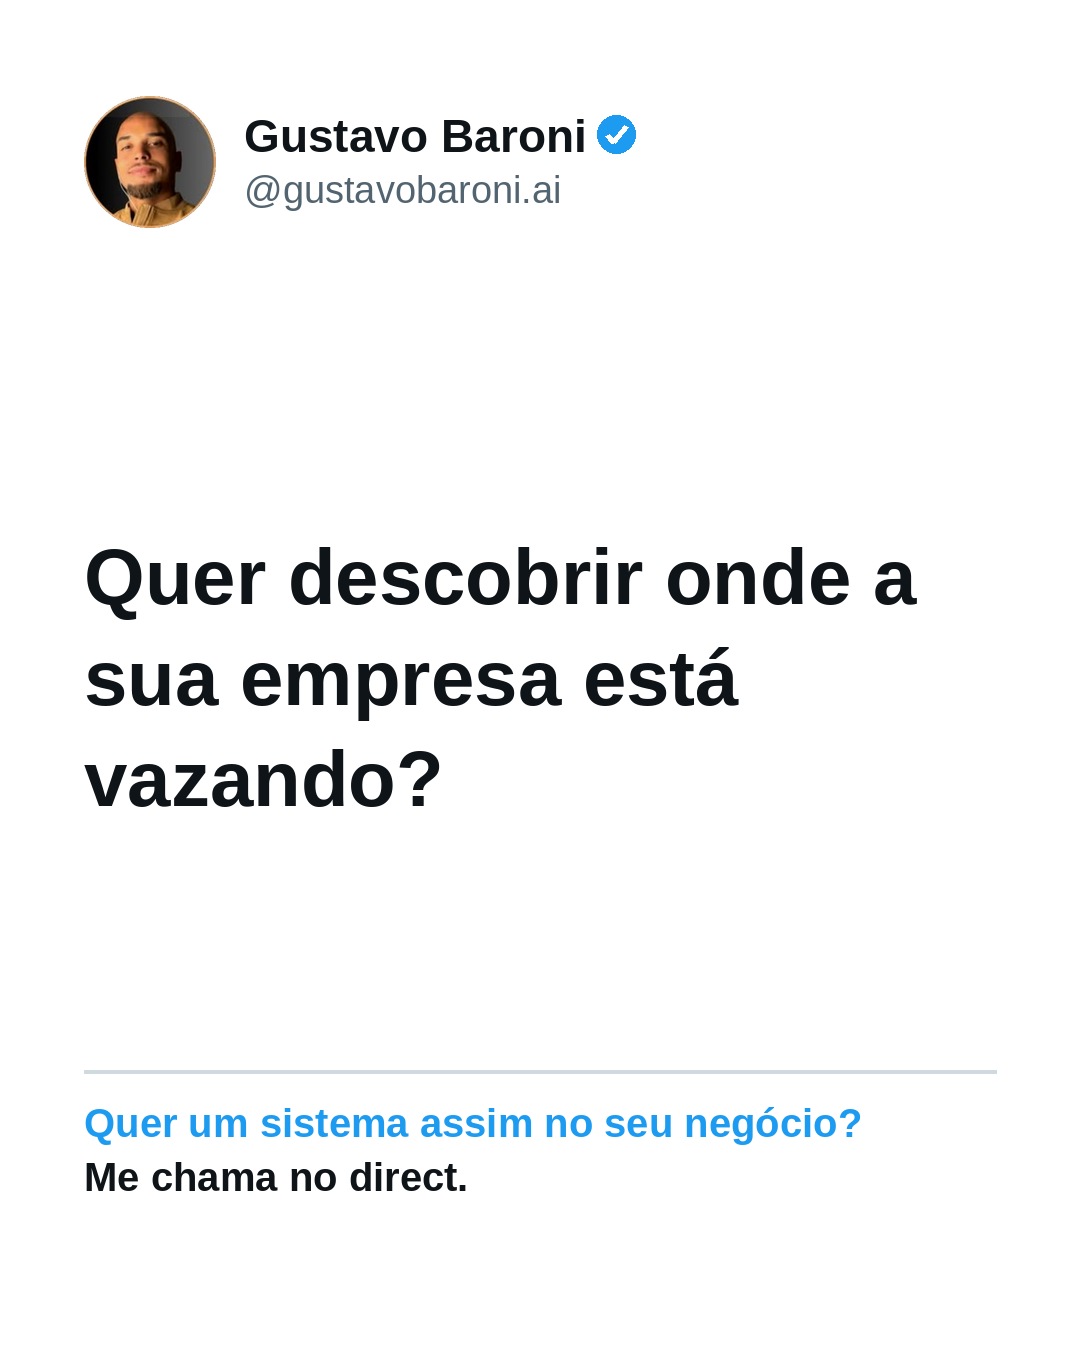 Gustavo Baroni
@gustavobaroni.ai
Quer descobrir onde a
sua empresa está
vazando?
Quer um sistema assim no seu negócio?
Me chama no direct.